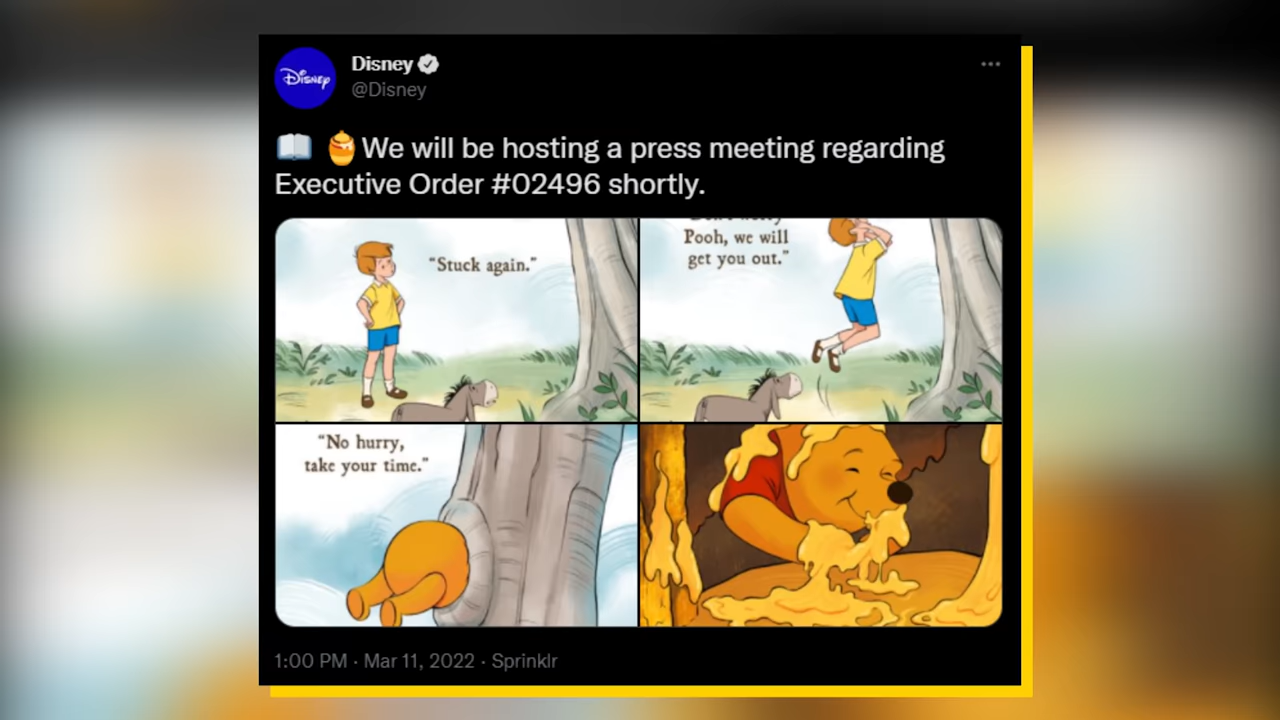 Disney
Disney
@Disney
📖 🍯We will be hosting a press meeting regarding
Executive Order #02496 shortly.
"Stuck again."
Pooh, we will
get you out."
"No hurry,
take your time."
1:00 PM · Mar 11, 2022 · Sprinklr